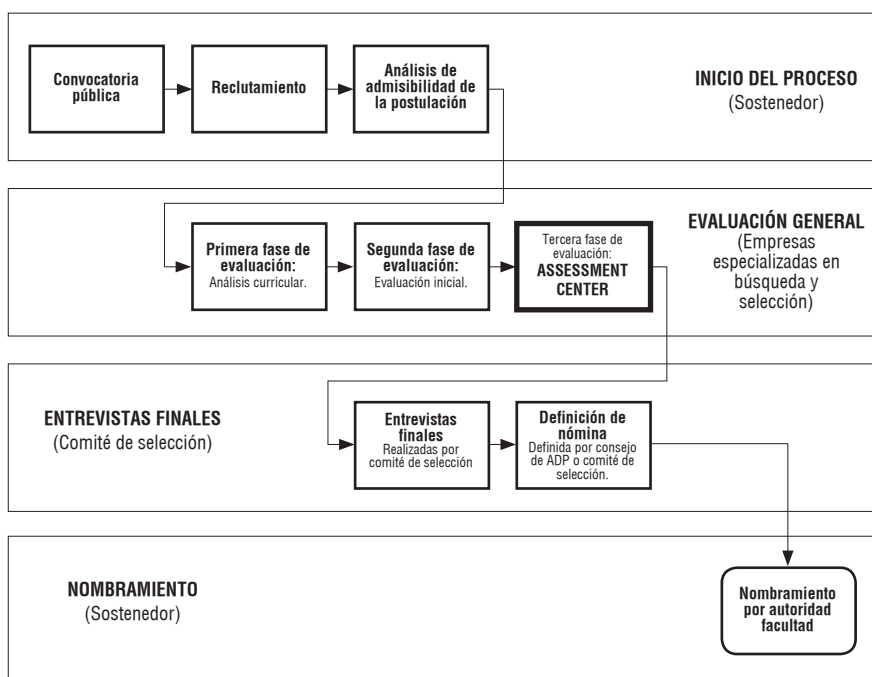 Convocatoria
pública
Reclutamiento
Análisis de
admisibilidad de
la postulación
INICIO DEL PROCESO
(Sostenedor)
Primera fase de
evaluación:
Análisis curricular.
Segunda fase de
evaluación:
Evaluación inicial.
Tercera fase de
evaluación:
ASSESSMENT
CENTER
EVALUACIÓN GENERAL
(Empresas
especializadas en
búsqueda y
selección)
ENTREVISTAS FINALES
(Comité de selección)
Entrevistas
finales
Realizadas por
comité de selección
Definición de
nómina
Definida por consejo
de ADP o comité de
selección.
NOMBRAMIENTO
(Sostenedor)
Nombramiento
por autoridad
facultad